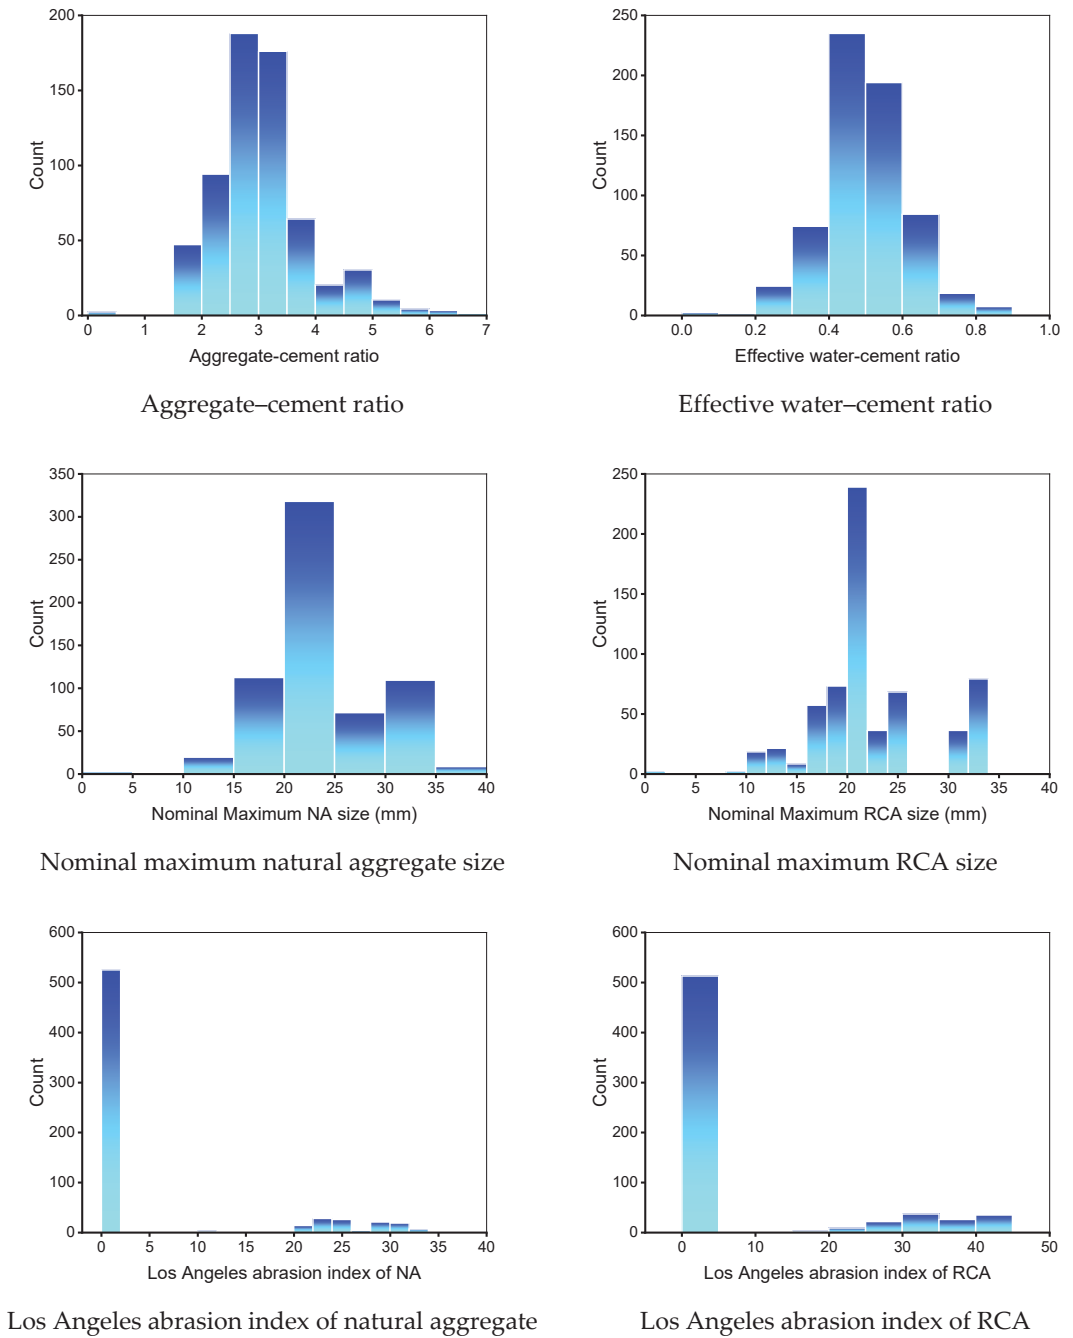 200
150
100
50
0
Count
0 1 2 3 4 5 6 7
Aggregate-cement ratio
Aggregate–cement ratio
250
200
150
100
50
0
Count
0.0 0.2 0.4 0.6 0.8 1.0
Effective water-cement ratio
Effective water–cement ratio
350
300
250
200
150
100
50
0
Count
0 5 10 15 20 25 30 35 40
Nominal Maximum NA size (mm)
Nominal maximum natural aggregate size
250
200
150
100
50
0
Count
0 5 10 15 20 25 30 35 40
Nominal Maximum RCA size (mm)
Nominal maximum RCA size
600
500
400
300
200
100
0
Count
0 5 10 15 20 25 30 35 40
Los Angeles abrasion index of NA
Los Angeles abrasion index of natural aggregate
600
500
400
300
200
100
0
Count
0 10 20 30 40 50
Los Angeles abrasion index of RCA
Los Angeles abrasion index of RCA